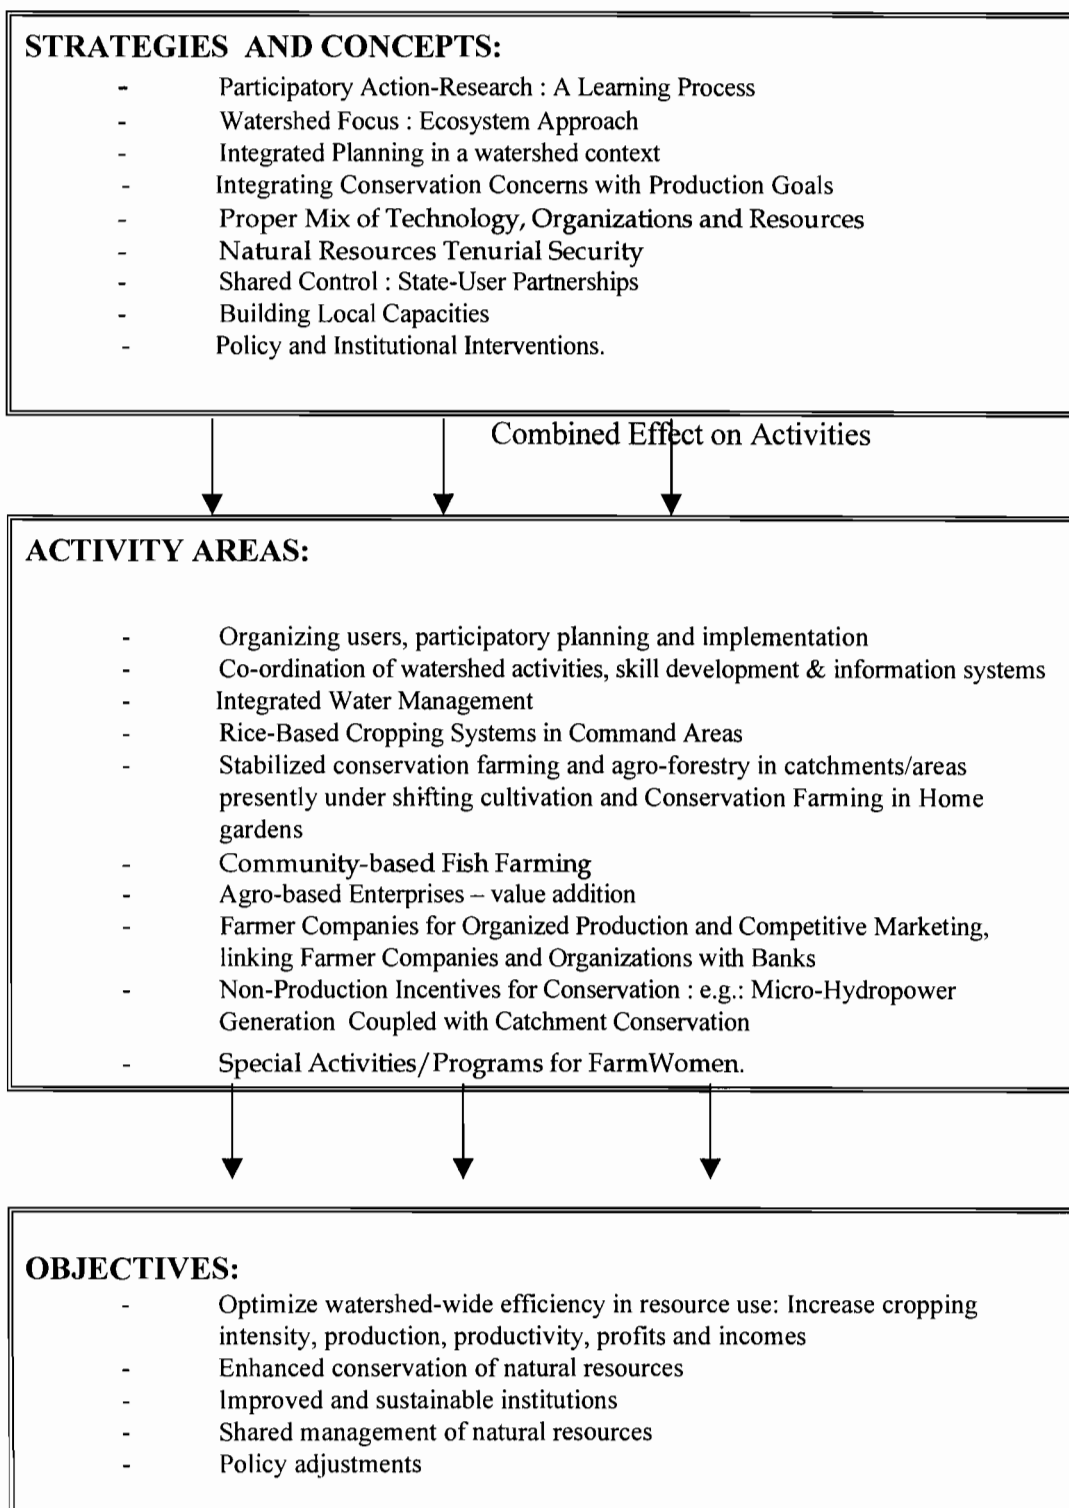 STRATEGIES AND CONCEPTS:
- Participatory Action-Research : A Learning Process
- Watershed Focus : Ecosystem Approach
- Integrated Planning in a watershed context
- Integrating Conservation Concerns with Production Goals
- Proper Mix of Technology, Organizations and Resources
- Natural Resources Tenurial Security
- Shared Control : State-User Partnerships
- Building Local Capacities
- Policy and Institutional Interventions.
Combined Effect on Activities
ACTIVITY AREAS:
- Organizing users, participatory planning and implementation
- Co-ordination of watershed activities, skill development & information systems
- Integrated Water Management
- Rice-Based Cropping Systems in Command Areas
- Stabilized conservation farming and agro-forestry in catchments/areas
presently under shifting cultivation and Conservation Farming in Home
gardens
- Community-based Fish Farming
- Agro-based Enterprises – value addition
- Farmer Companies for Organized Production and Competitive Marketing,
linking Farmer Companies and Organizations with Banks
- Non-Production Incentives for Conservation : e.g.: Micro-Hydropower
Generation Coupled with Catchment Conservation
- Special Activities/Programs for FarmWomen.
OBJECTIVES:
- Optimize watershed-wide efficiency in resource use: Increase cropping
intensity, production, productivity, profits and incomes
- Enhanced conservation of natural resources
- Improved and sustainable institutions
- Shared management of natural resources
- Policy adjustments